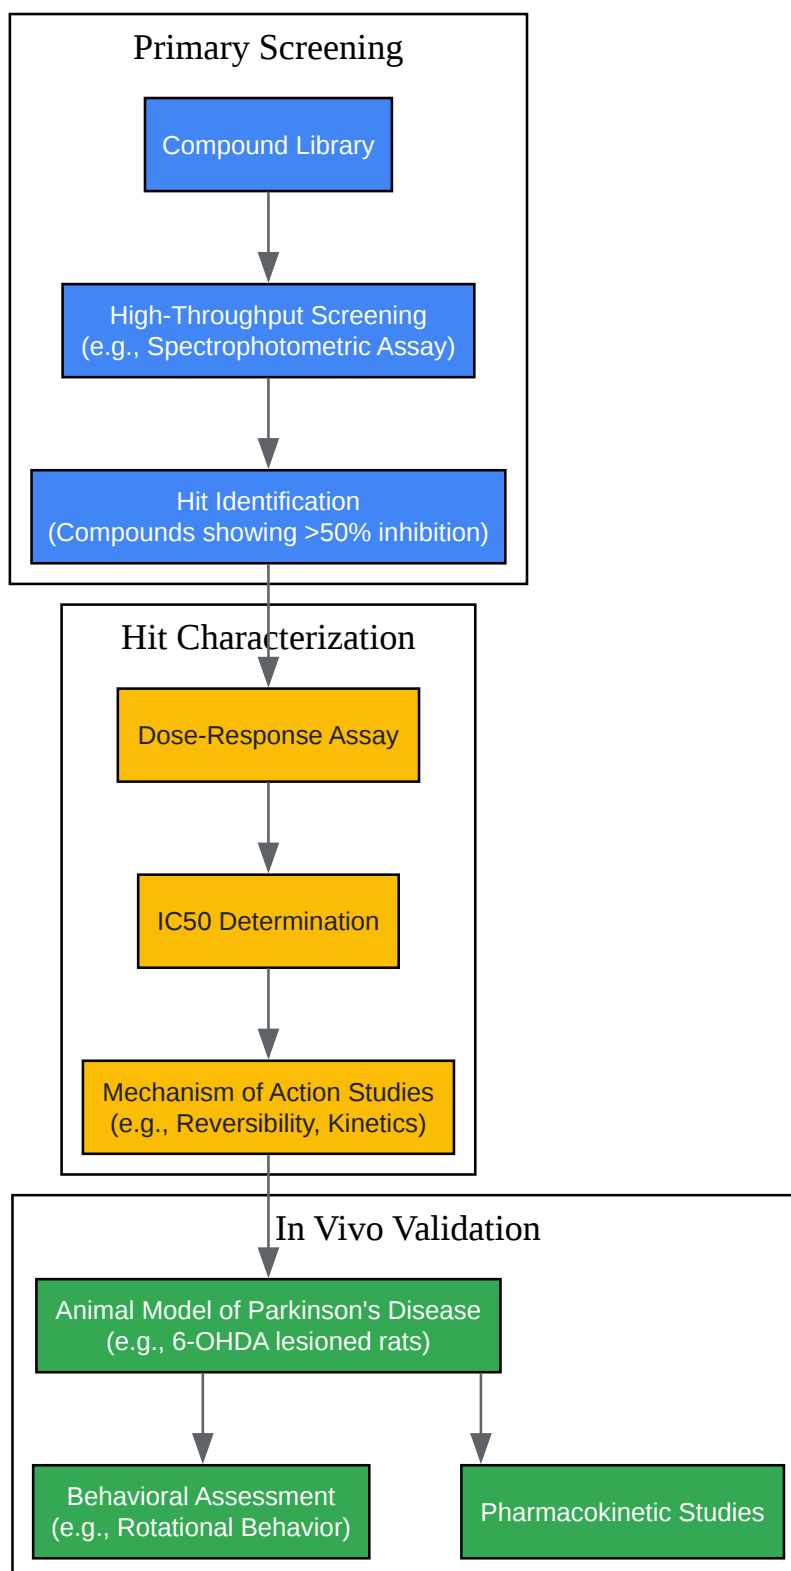 Primary Screening
Compound Library
High-Throughput Screening
(e.g., Spectrophotometric Assay)
Hit Identification
(Compounds showing >50% inhibition)
Hit Characterization
Dose-Response Assay
IC50 Determination
Mechanism of Action Studies
(e.g., Reversibility, Kinetics)
In Vivo Validation
Animal Model of Parkinson's Disease
(e.g., 6-OHDA lesioned rats)
Behavioral Assessment
(e.g., Rotational Behavior)
Pharmacokinetic Studies